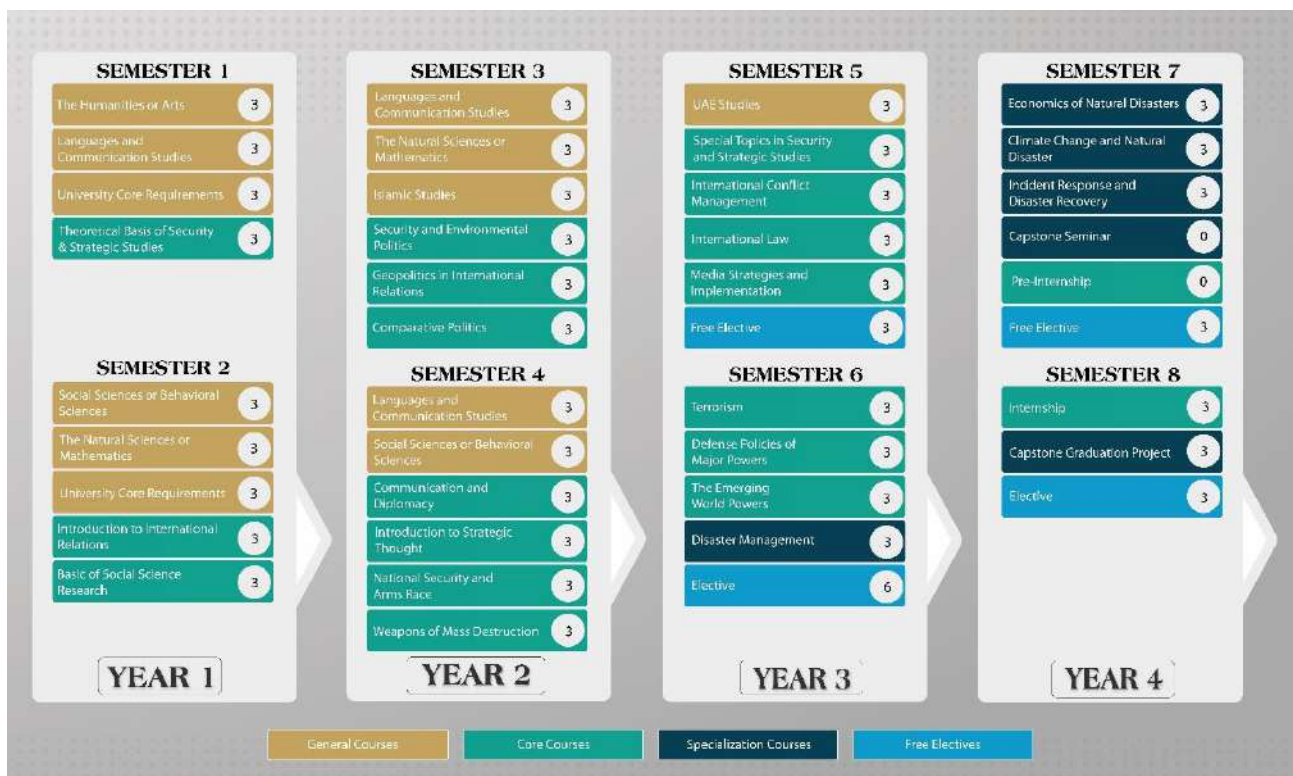 SEMESTER 1
The Humanities or Arts 3
Languages and
Communication Studies 3
University Core Requirements 3
Theoretical Basis of Security
& Strategic Studies 3
SEMESTER 2
Social Sciences or Behavioral
Sciences 3
The Natural Sciences or
Mathematics 3
University Core Requirements 3
Introduction to International
Relations 3
Basic of Social Science
Research 3
YEAR 1
SEMESTER 3
Languages and
Communication Studies 3
The Natural Sciences or
Mathematics 3
Islamic Studies 3
Security and Environmental
Politics 3
Geopolitics in International
Relations 3
Comparative Politics 3
SEMESTER 4
Languages and
Communication Studies 3
Social Sciences or Behavioral
Sciences 3
Communication and
Diplomacy 3
Introduction to Strategic
Thought 3
National Security and
Arms Race 3
Weapons of Mass Destruction 3
YEAR 2
SEMESTER 5
UAE Studies 3
Special Topics in Security
and Strategic Studies 3
International Conflict
Management 3
International Law 3
Media Strategies and
Implementation 3
Free Elective 3
SEMESTER 6
Terrorism 3
Defense Policies of
Major Powers 3
The Emerging
World Powers 3
Disaster Management 3
Elective 6
YEAR 3
SEMESTER 7
Economics of Natural Disasters 3
Climate Change and Natural
Disaster 3
Incident Response and
Disaster Recovery 3
Capstone Seminar 0
Pre-Internship 0
Free Elective 3
SEMESTER 8
Internship 3
Capstone Graduation Project 3
Elective 3
YEAR 4
General Courses
Core Courses
Specialization Courses
Free Electives